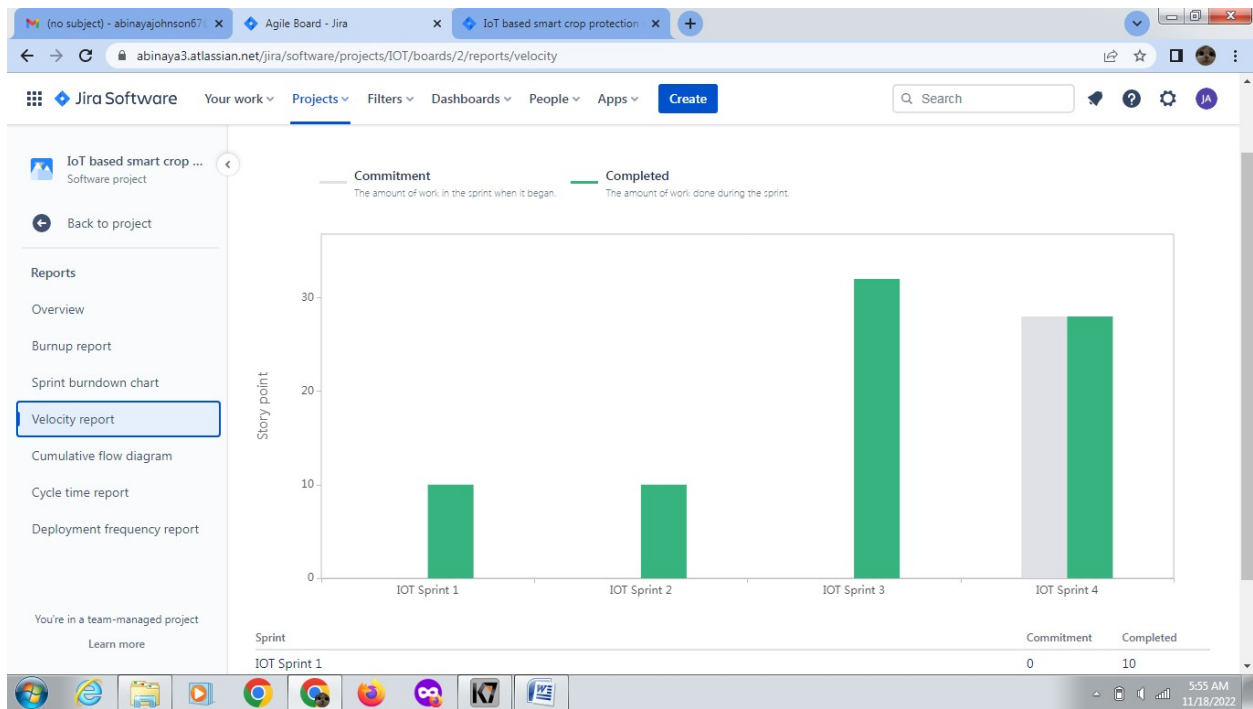 (no subject) - abinayajohnson67
Agile Board - Jira
IoT based smart crop protection
abinaya3.atlassian.net/jira/software/projects/IOT/boards/2/reports/velocity
Jira Software Your work Projects Filters Dashboards People Apps Create Search JA
IoT based smart crop ...
Software project
Back to project
Reports
Overview
Burnup report
Sprint burndown chart
Velocity report
Cumulative flow diagram
Cycle time report
Deployment frequency report
You're in a team-managed project
Learn more
Commitment
The amount of work in the sprint when it began.
Completed
The amount of work done during the sprint.
Story point
30
20
10
0
IOT Sprint 1 IOT Sprint 2 IOT Sprint 3 IOT Sprint 4
Sprint Commitment Completed
IOT Sprint 1 0 10
K7
W
5:55 AM
11/18/2022